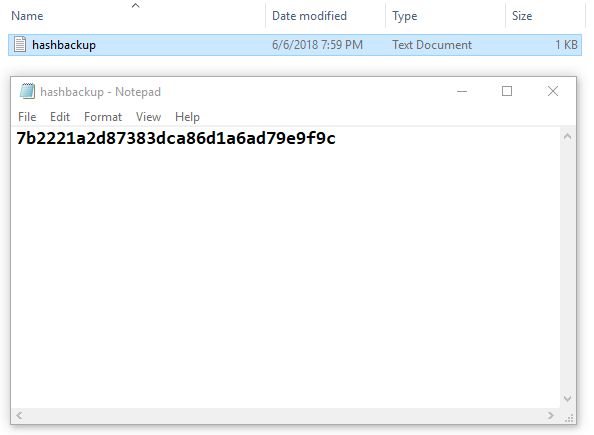 Name Date modified Type Size
hashbackup 6/6/2018 7:59 PM Text Document 1 KB
hashbackup - Notepad
File Edit Format View Help
7b2221a2d87383dca86d1a6ad79e9f9c